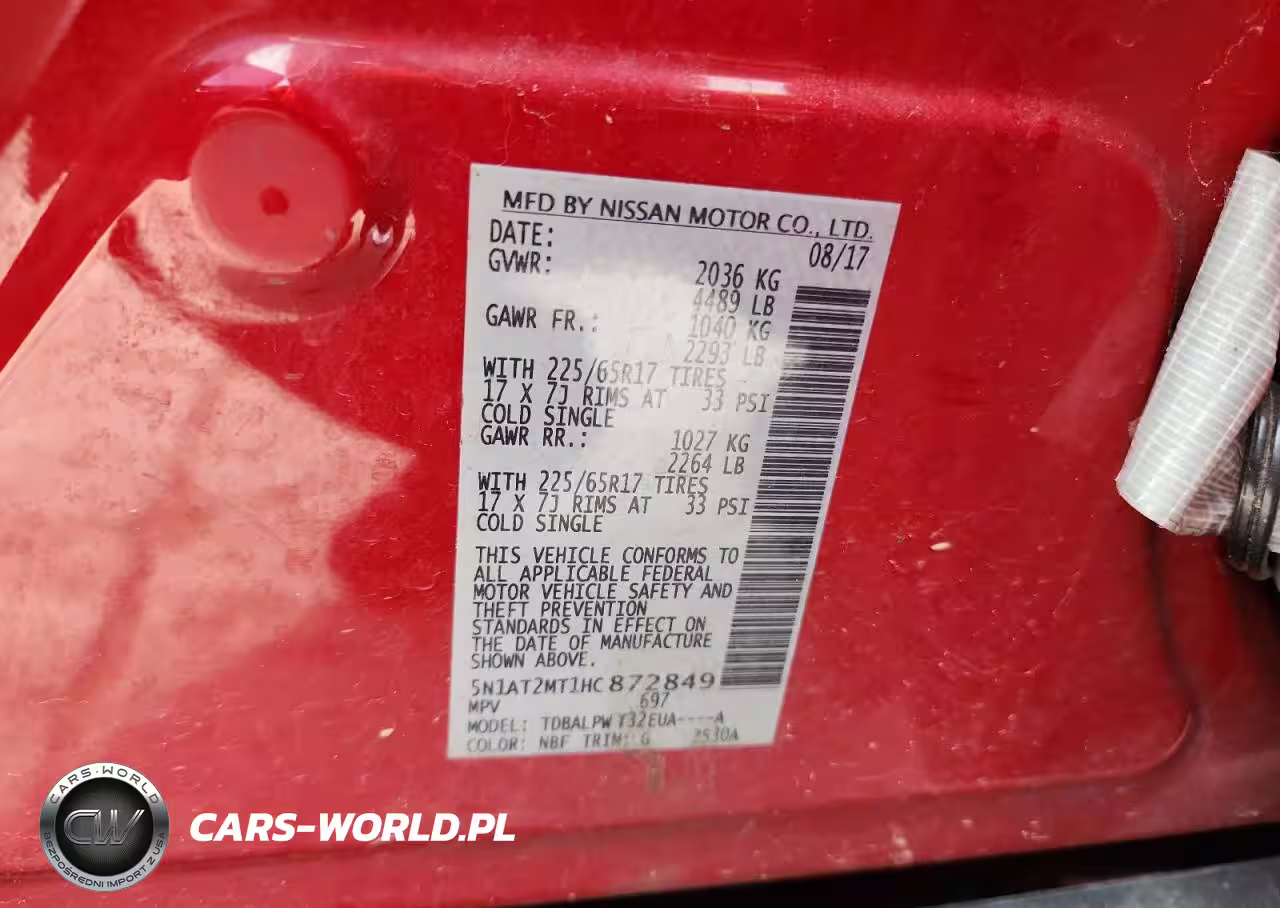 MFD BY NISSAN MOTOR CO., LTD.
DATE: 08/17
GVWR: 2036 KG
4489 LB
GAWR FR.: 1040 KG
2293 LB
WITH 225/65R17 TIRES
17 X 7J RIMS AT 33 PSI
COLD SINGLE
GAWR RR.: 1027 KG
2264 LB
WITH 225/65R17 TIRES
17 X 7J RIMS AT 33 PSI
COLD SINGLE
THIS VEHICLE CONFORMS TO
ALL APPLICABLE FEDERAL
MOTOR VEHICLE SAFETY AND
THEFT PREVENTION
STANDARDS IN EFFECT ON
THE DATE OF MANUFACTURE
SHOWN ABOVE.
5N1AT2MT1HC872849
MPV 697
MODEL: TDBALPW T32EUA----A
COLOR: NBF TRIM: G
CARS-WORLD
CW
BEZPOŚREDNI IMPORT Z USA
CARS-WORLD.PL